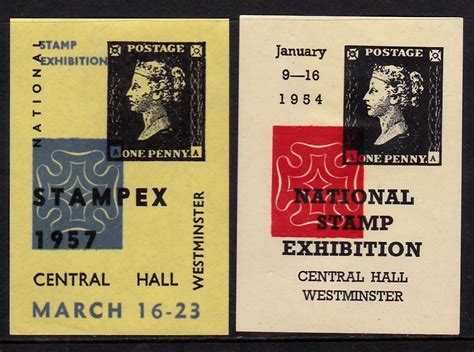 NATIONAL
STAMP
EXHIBITION
POSTAGE
A ONE PENNY. A
STAMPEX
1957
WESTMINSTER
CENTRAL HALL
MARCH 16-23
January
9—16
1954
POSTAGE
A ONE PENNY. A
NATIONAL
STAMP
EXHIBITION
CENTRAL HALL
WESTMINSTER